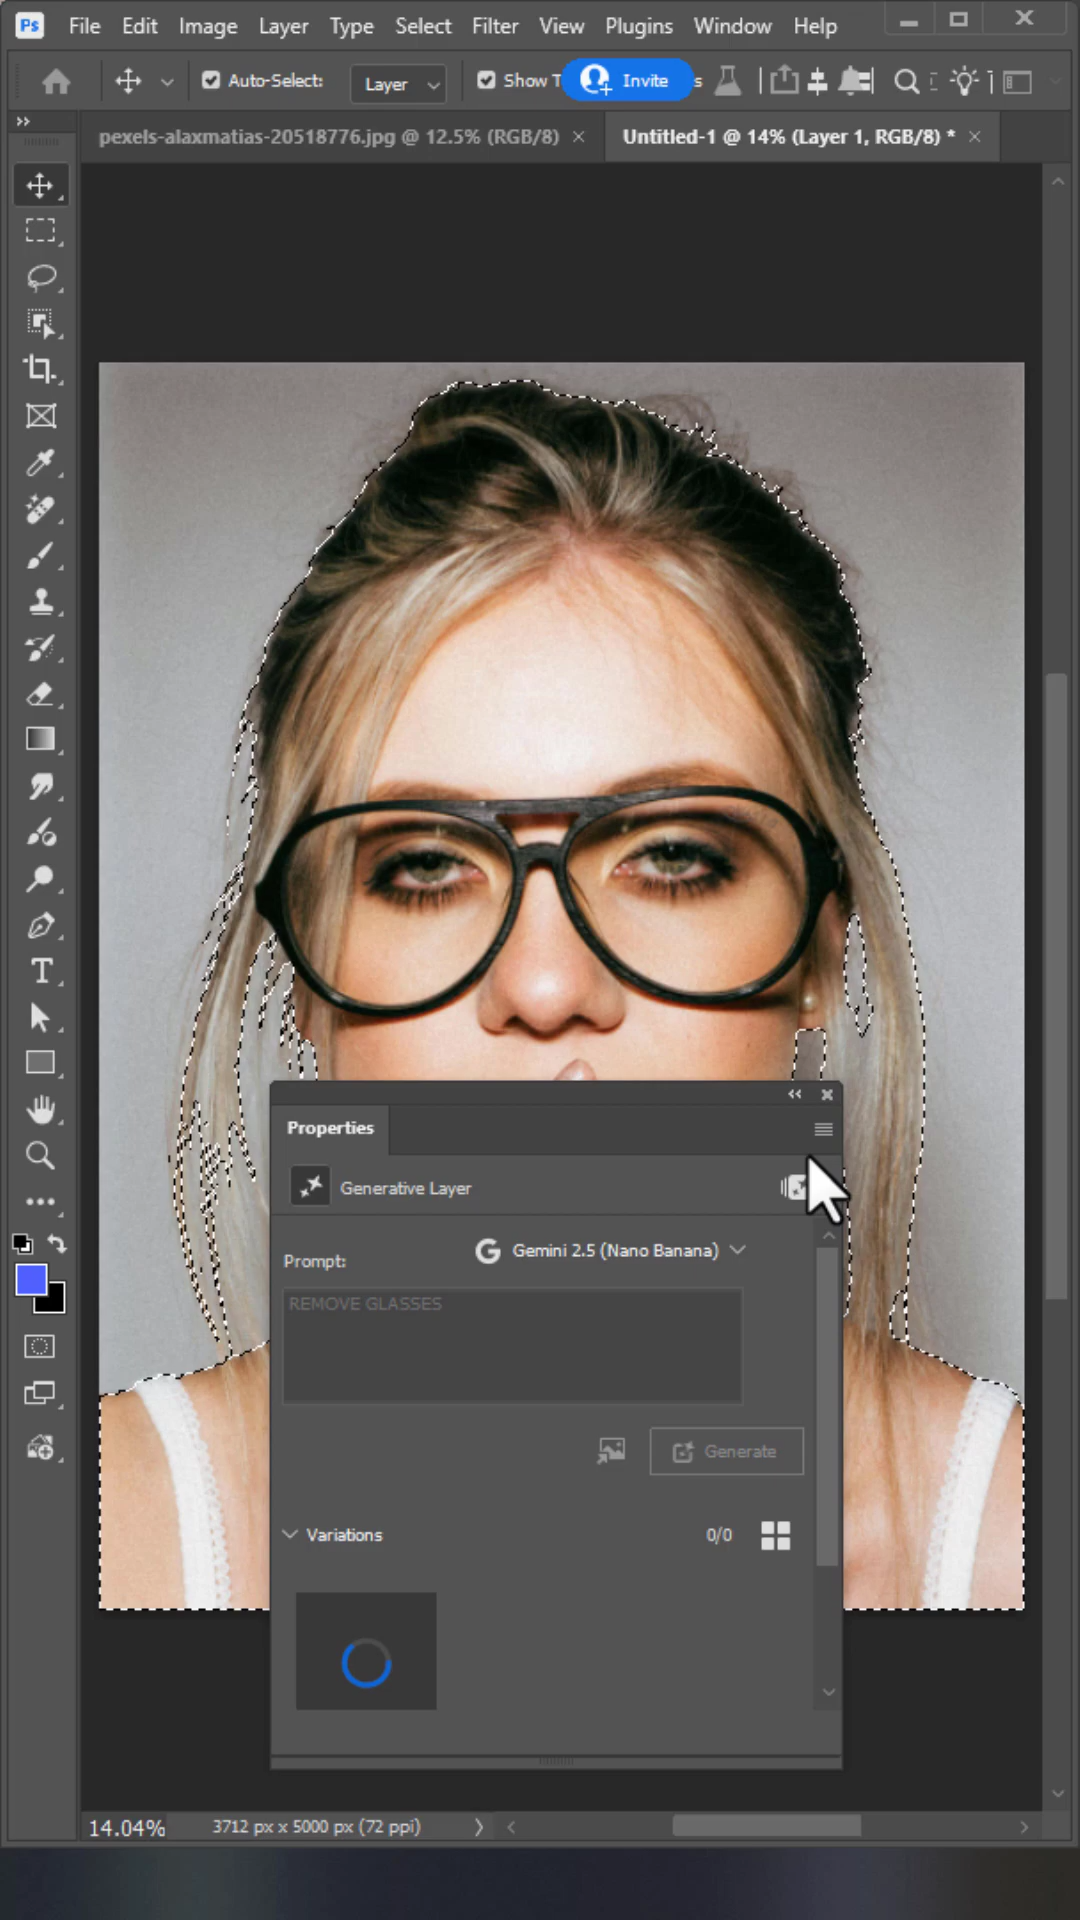 Ps File Edit Image Layer Type Select Filter View Plugins Window Help
Auto-Select: Layer Show T Invite s
pexels-alaxmatias-20518776.jpg @ 12.5% (RGB/8) × Untitled-1 @ 14% (Layer 1, RGB/8) * ×
Properties
Generative Layer
Prompt: G Gemini 2.5 (Nano Banana)
REMOVE GLASSES
Generate
Variations 0/0
14.04% 3712 px x 5000 px (72 ppi)